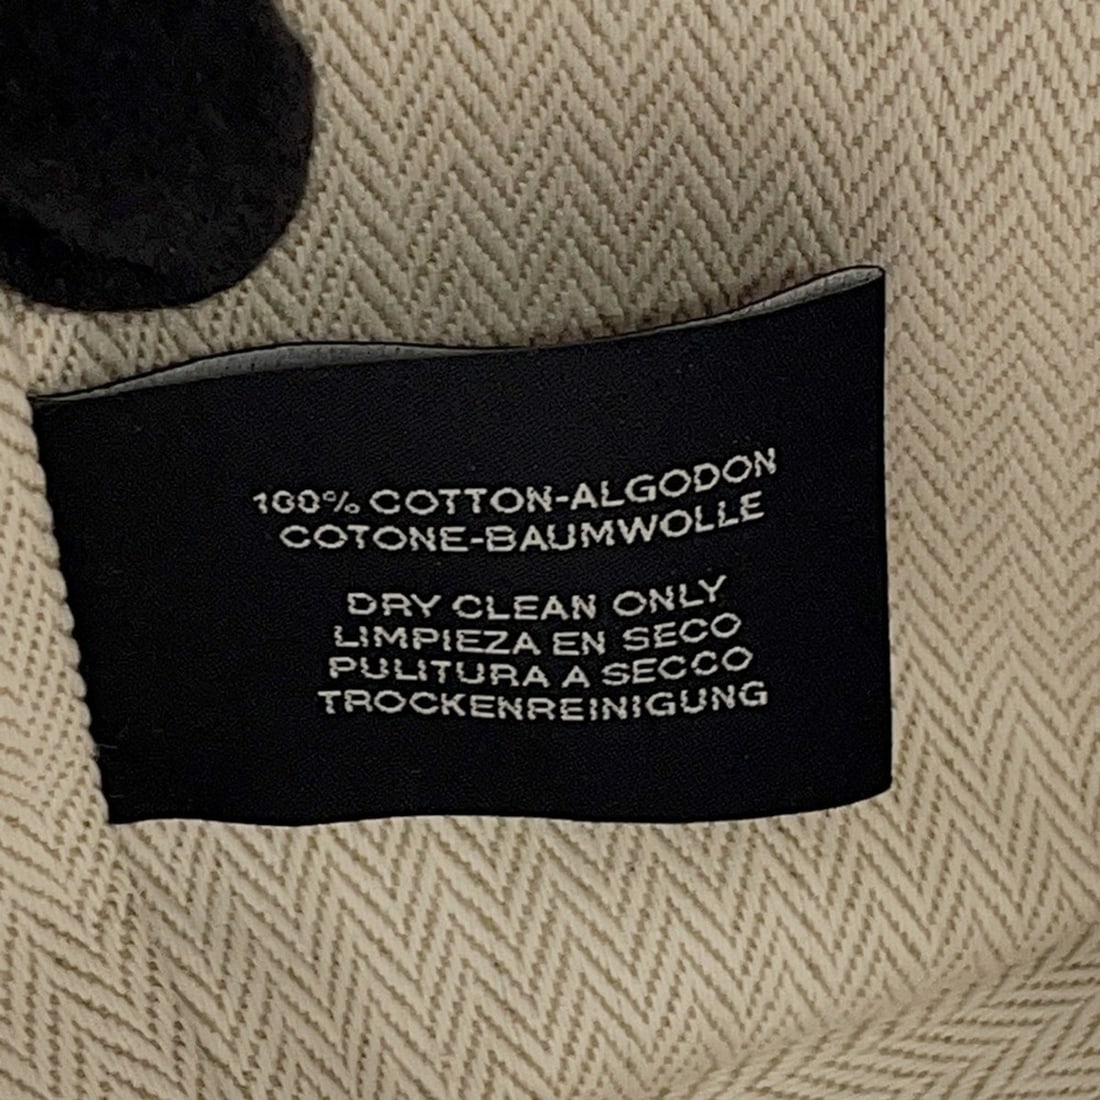 100% COTTON-ALGODON
COTONE-BAUMWOLLE
DRY CLEAN ONLY
LIMPIEZA EN SECO
PULITURA A SECCO
TROCKENREINIGUNG